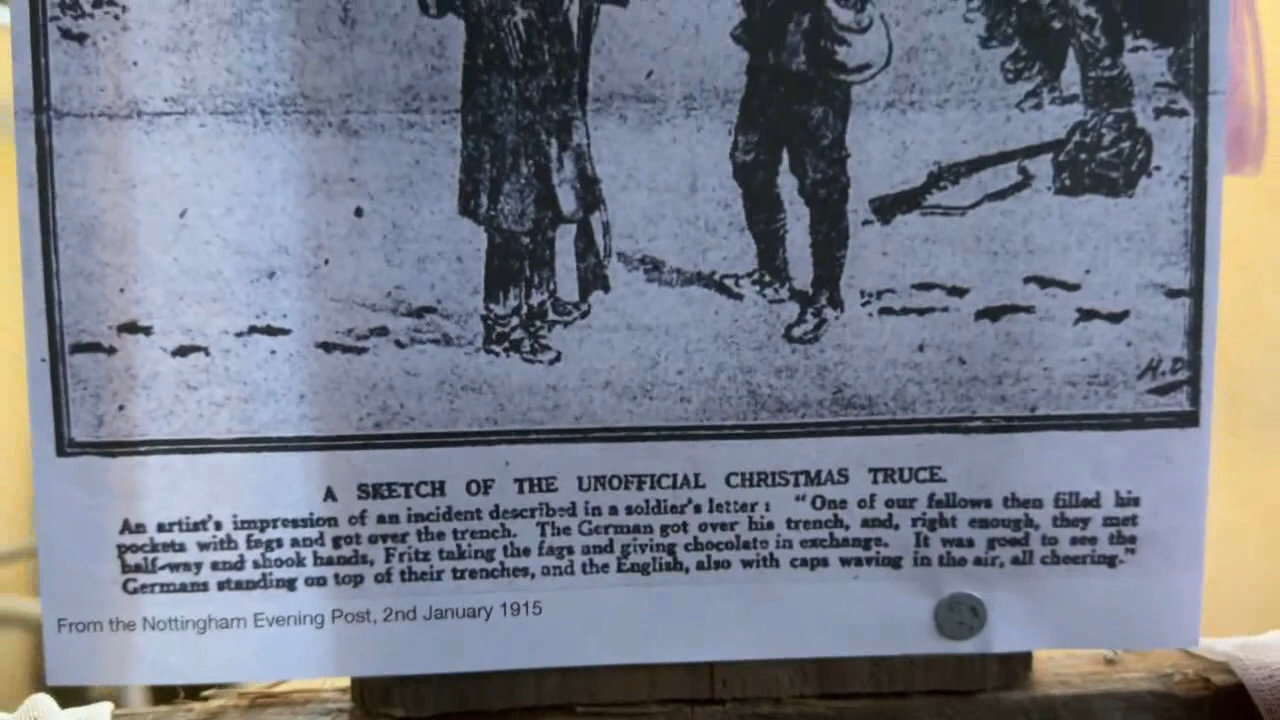 H.D
A SKETCH OF THE UNOFFICIAL CHRISTMAS TRUCE.
An artist's impression of an incident described in a soldier's letter : "One of our fellows then filled his
pockets with fags and got over the trench. The German got over his trench, and, right enough, they met
half-way and shook hands, Fritz taking the fags and giving chocolate in exchange. It was good to see the
Germans standing on top of their trenches, and the English, also with caps waving in the air, all cheering."
From the Nottingham Evening Post, 2nd January 1915